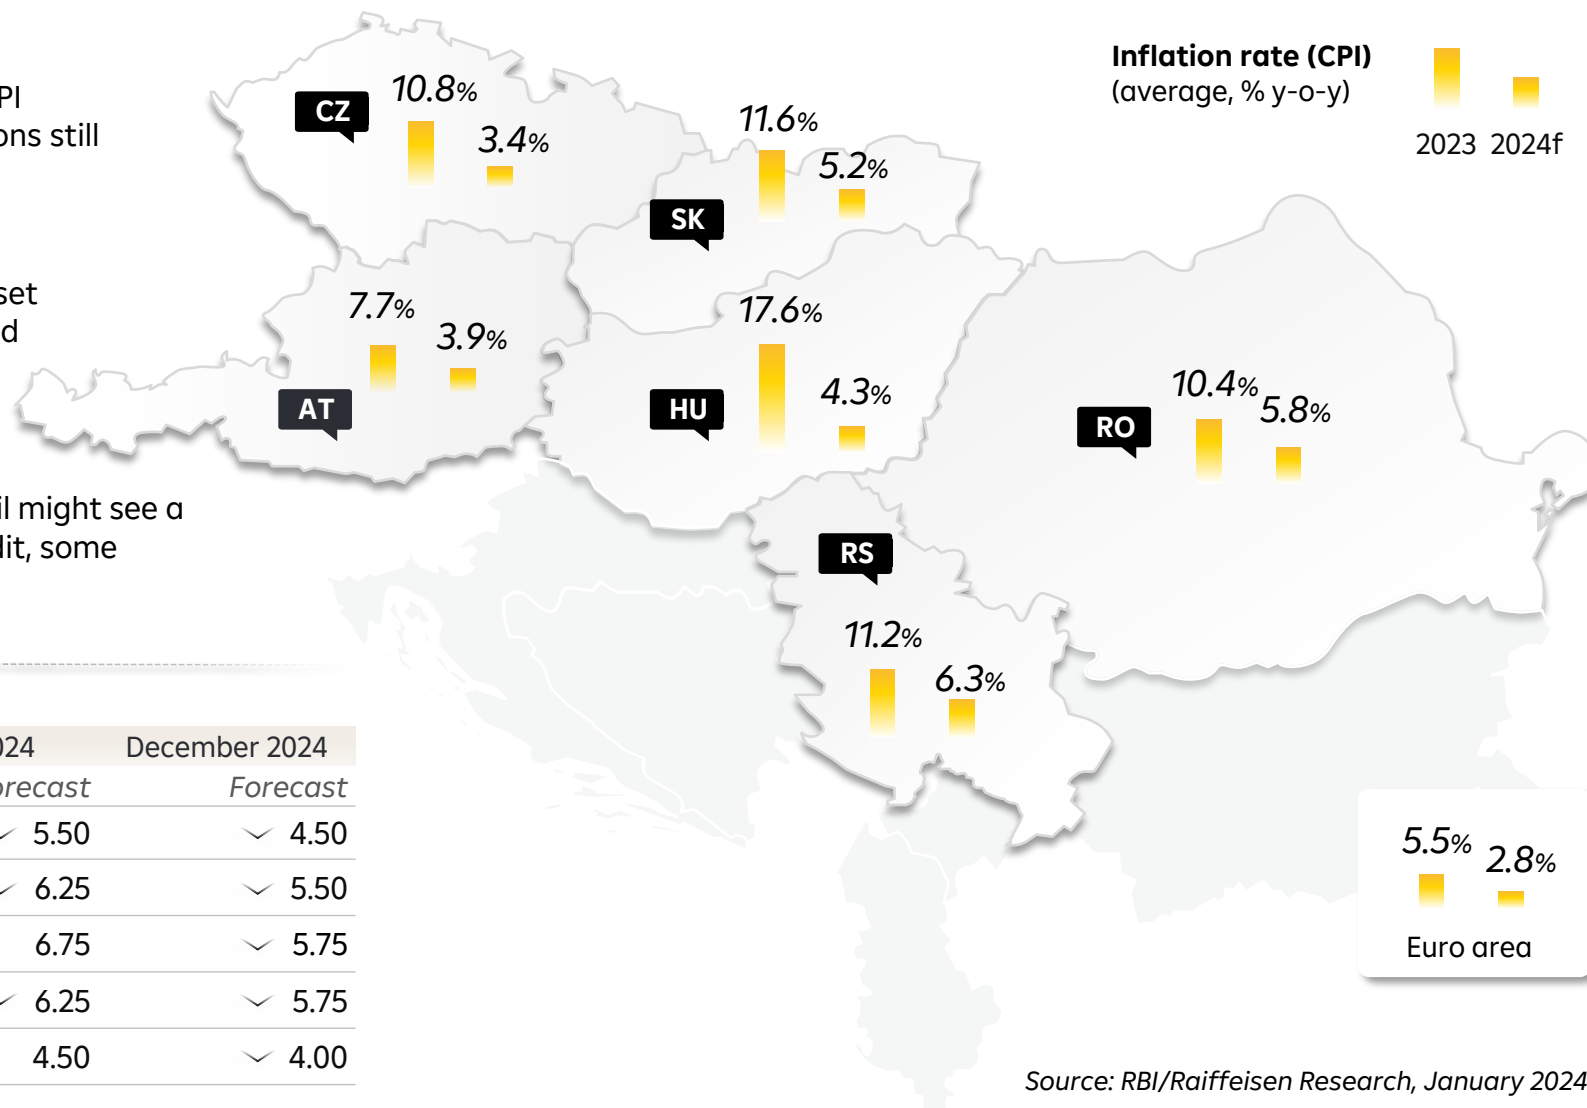 Inflation rate (CPI)
(average, % y-o-y)
2023 2024f
PI
ons still
set
d
il might see a
dit, some
CZ
10.8%
3.4%
SK
11.6%
5.2%
AT
7.7%
3.9%
HU
17.6%
4.3%
RO
10.4%
5.8%
RS
11.2%
6.3%
024 December 2024
orecast Forecast
5.50 4.50
6.25 5.50
6.75 5.75
6.25 5.75
4.50 4.00
5.5% 2.8%
Euro area
Source: RBI/Raiffeisen Research, January 2024